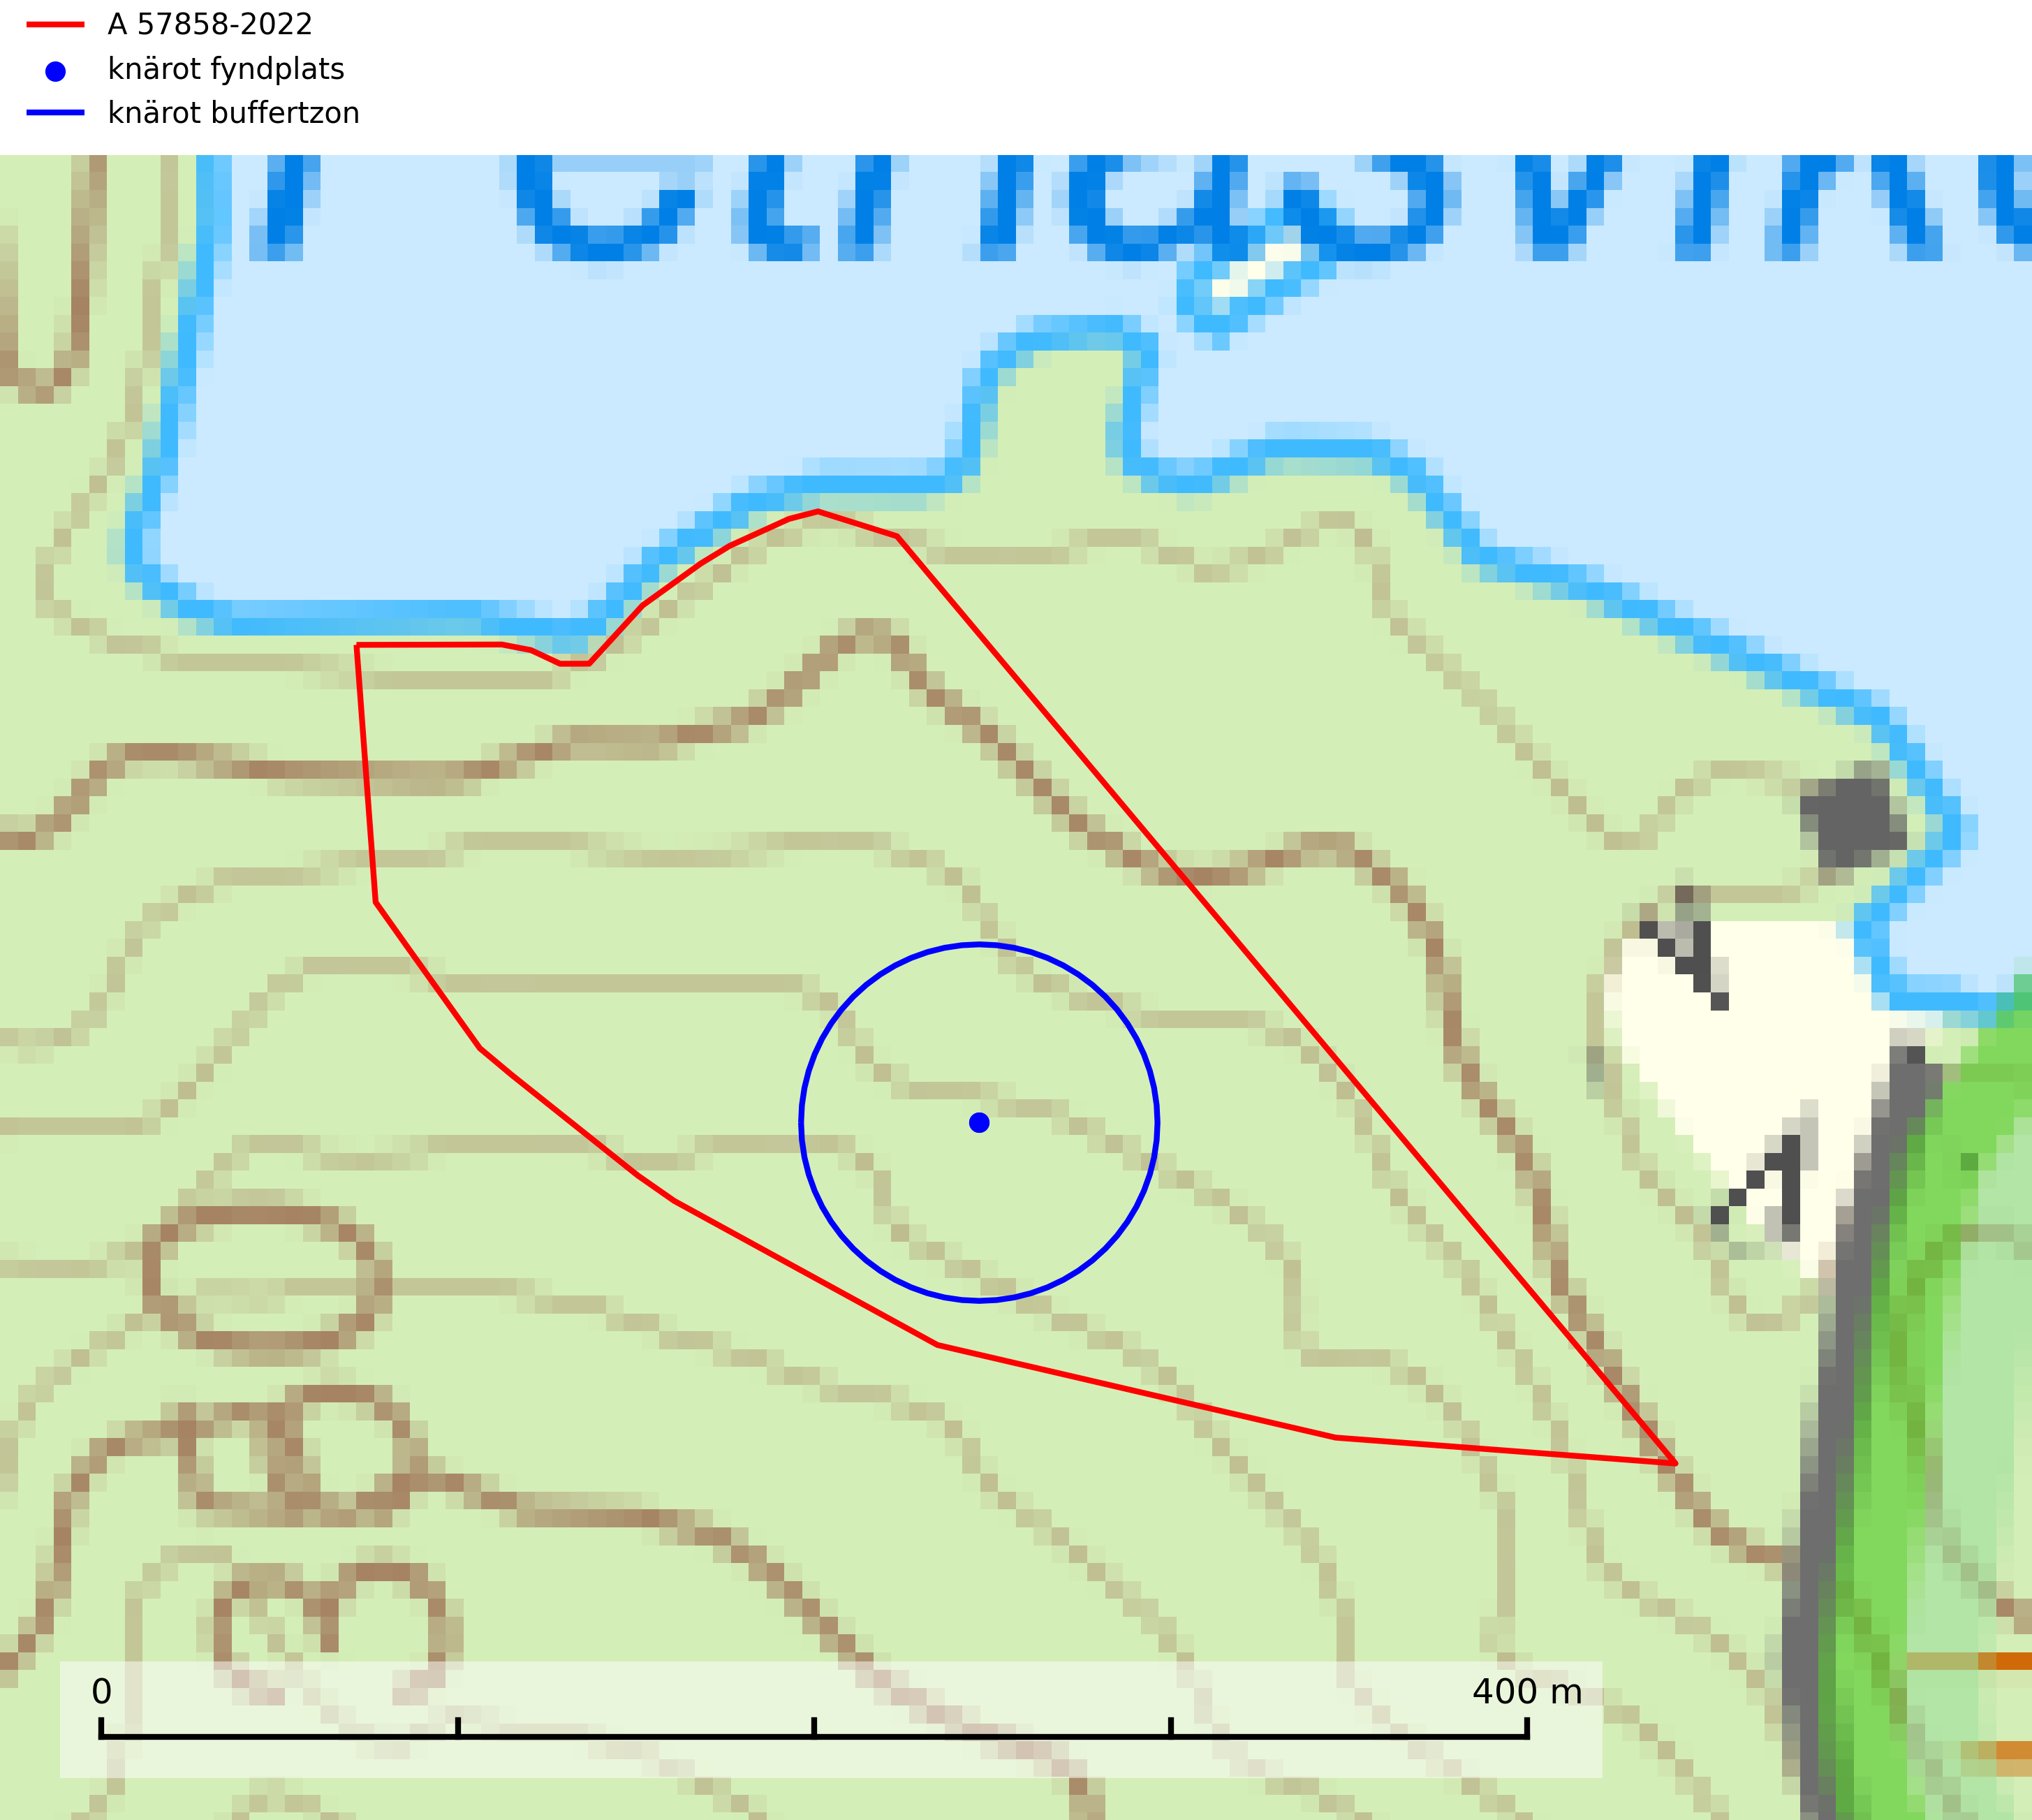 A 57858-2022
knärot fyndplats
knärot buffertzon
0
400 m